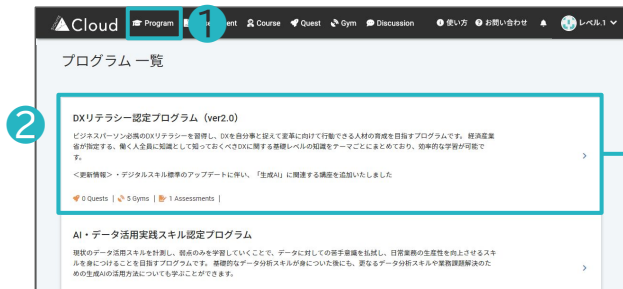 Cloud Program 1 ent Course Quest Gym Discussion 使い方 お問い合わせ レベル.1
プログラム 一覧
2
DXリテラシー認定プログラム（ver2.0）
ビジネスパーソン必携のDXリテラシーを習得し、DXを自分事と捉えて変革に向けて行動できる人材の育成を目指すプログラムです。 経済産業
省が指定する、働く人全員に知識として知っておくべきDXに関する基礎レベルの知識をテーマごとにまとめており、効率的な学習が可能で
す。
<更新情報> ・デジタルスキル標準のアップデートに伴い、「生成AI」に関連する講座を追加いたしました
0 Quests | 5 Gyms | 1 Assessments |
AI・データ活用実践スキル認定プログラム
現状のデータ活用スキルを計測し、弱点のみを学習していくことで、データに対しての苦手意識を払拭し、日常業務の生産性を向上させるスキ
ルを身につけることを目指すプログラムです。 基礎的なデータ分析スキルが身についた後にも、更なるデータ分析スキルや業務課題解決のた
めの生成AIの活用方法についても学ぶことができます。